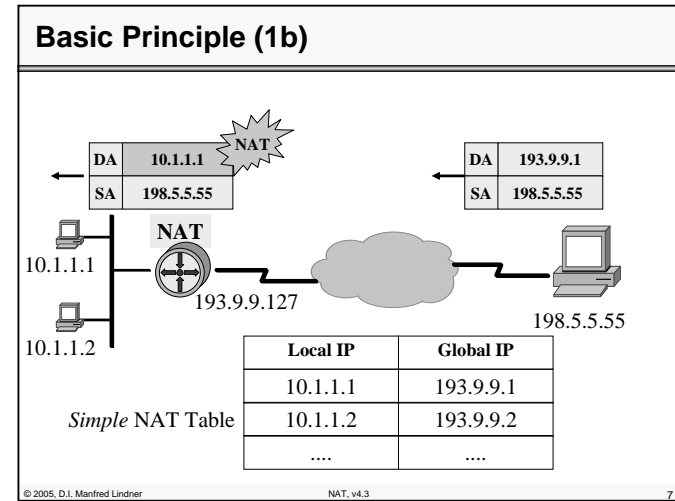 Basic Principle (1b)
NAT
DA 10.1.1.1
SA 198.5.5.55
DA 193.9.9.1
SA 198.5.5.55
NAT
10.1.1.1
193.9.9.127
198.5.5.55
10.1.1.2
Simple NAT Table
Local IP Global IP
10.1.1.1 193.9.9.1
10.1.1.2 193.9.9.2
.... ....
© 2005, D.I. Manfred Lindner NAT, v4.3 7